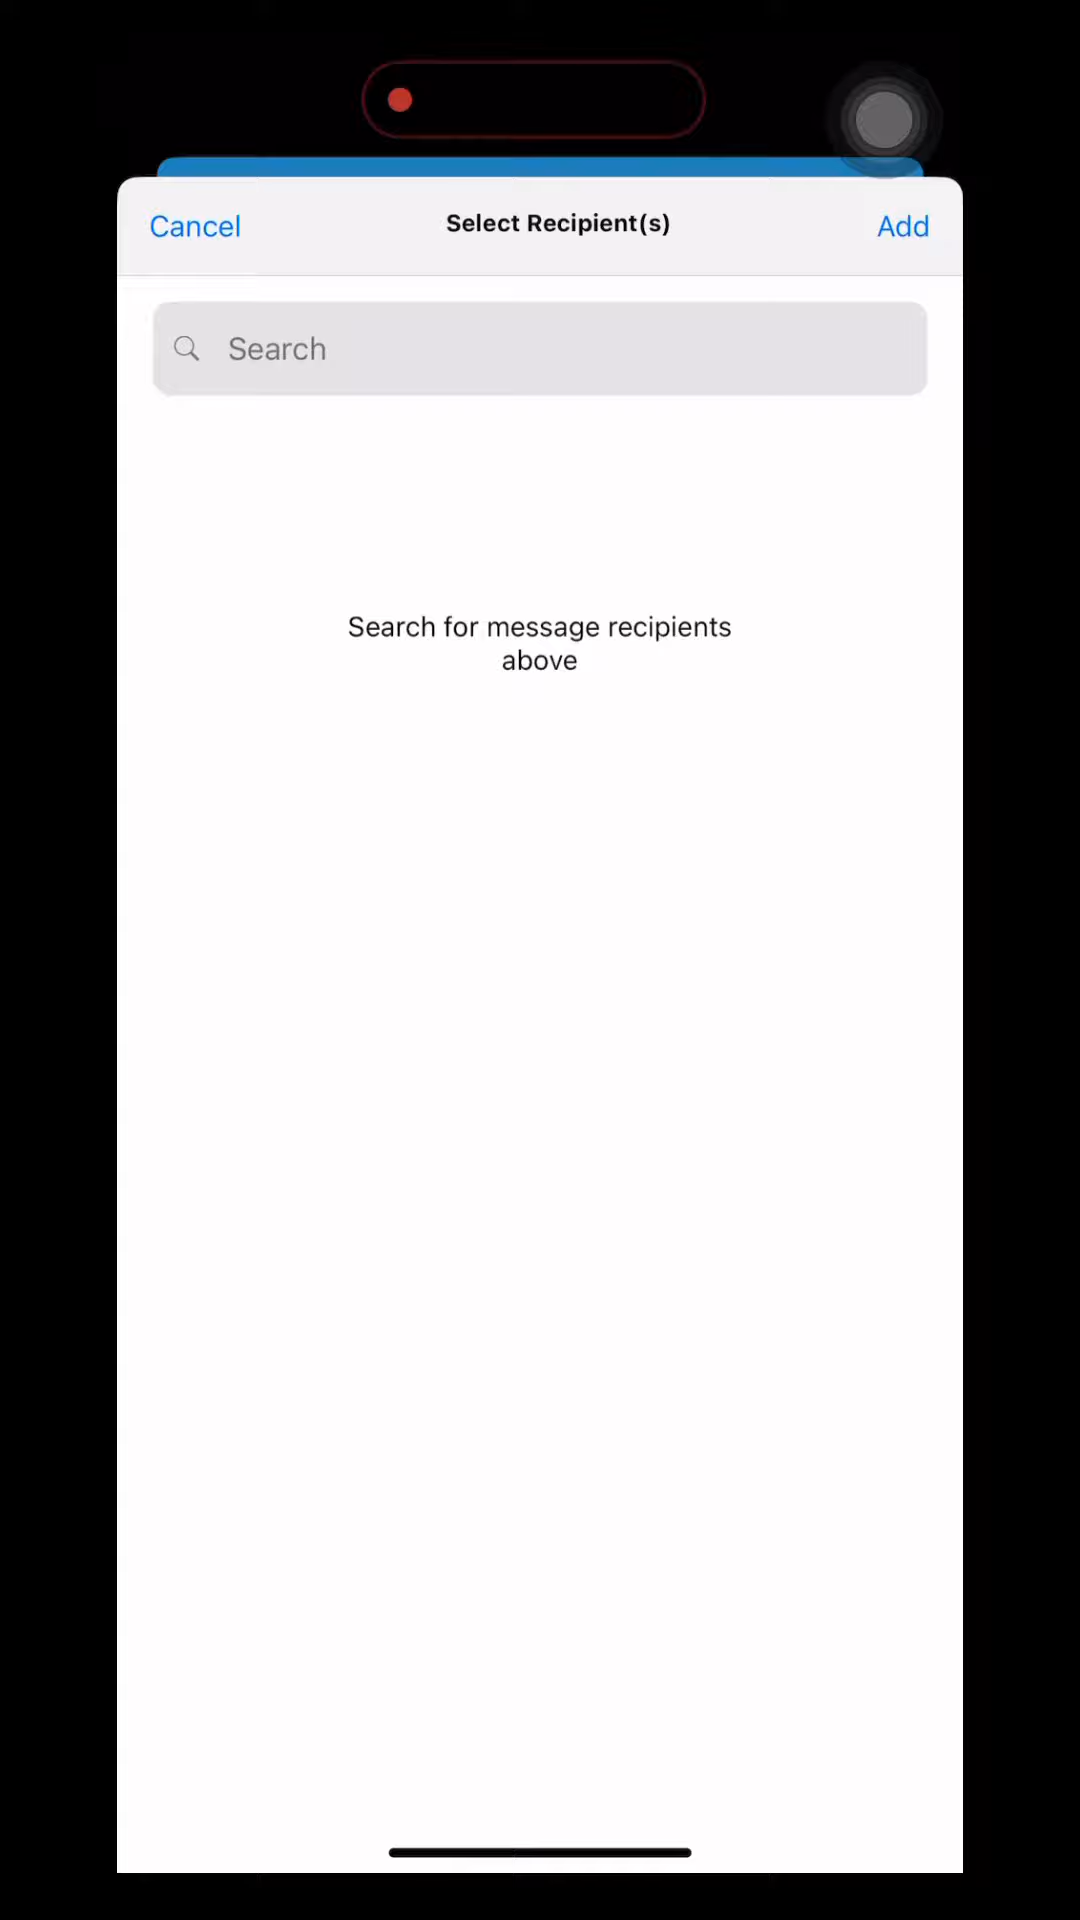 Cancel
Select Recipient(s)
Add
Search
Search for message recipients
above